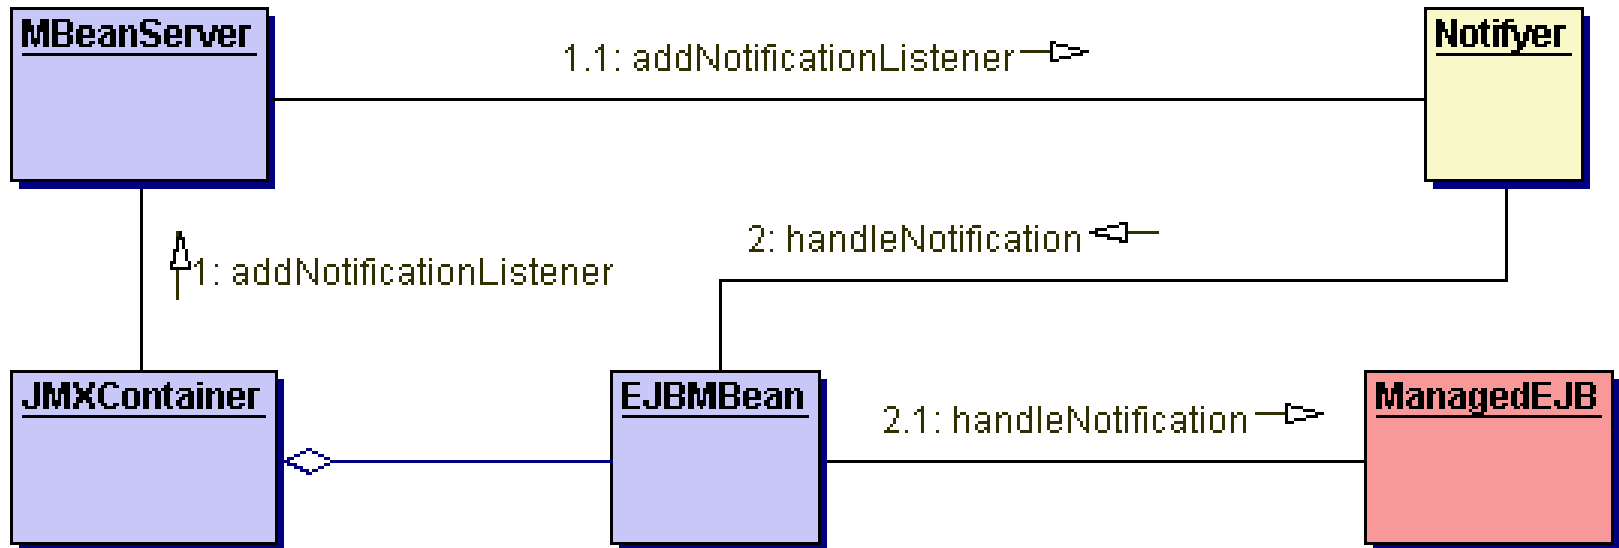 MBeanServer
1.1: addNotificationListener
Notifyer
2: handleNotification
1: addNotificationListener
JMXContainer
EJBMBean
2.1: handleNotification
ManagedEJB